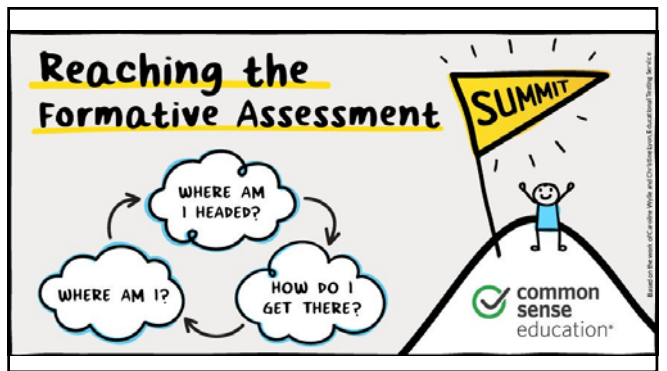 Reaching the
Formative Assessment
SUMMIT
WHERE AM
I HEADED?
WHERE AM I?
HOW DO I
GET THERE?
common
sense
education®
Based on the work of Caroline Wylie and Christine Lyon, Educational Testing Service